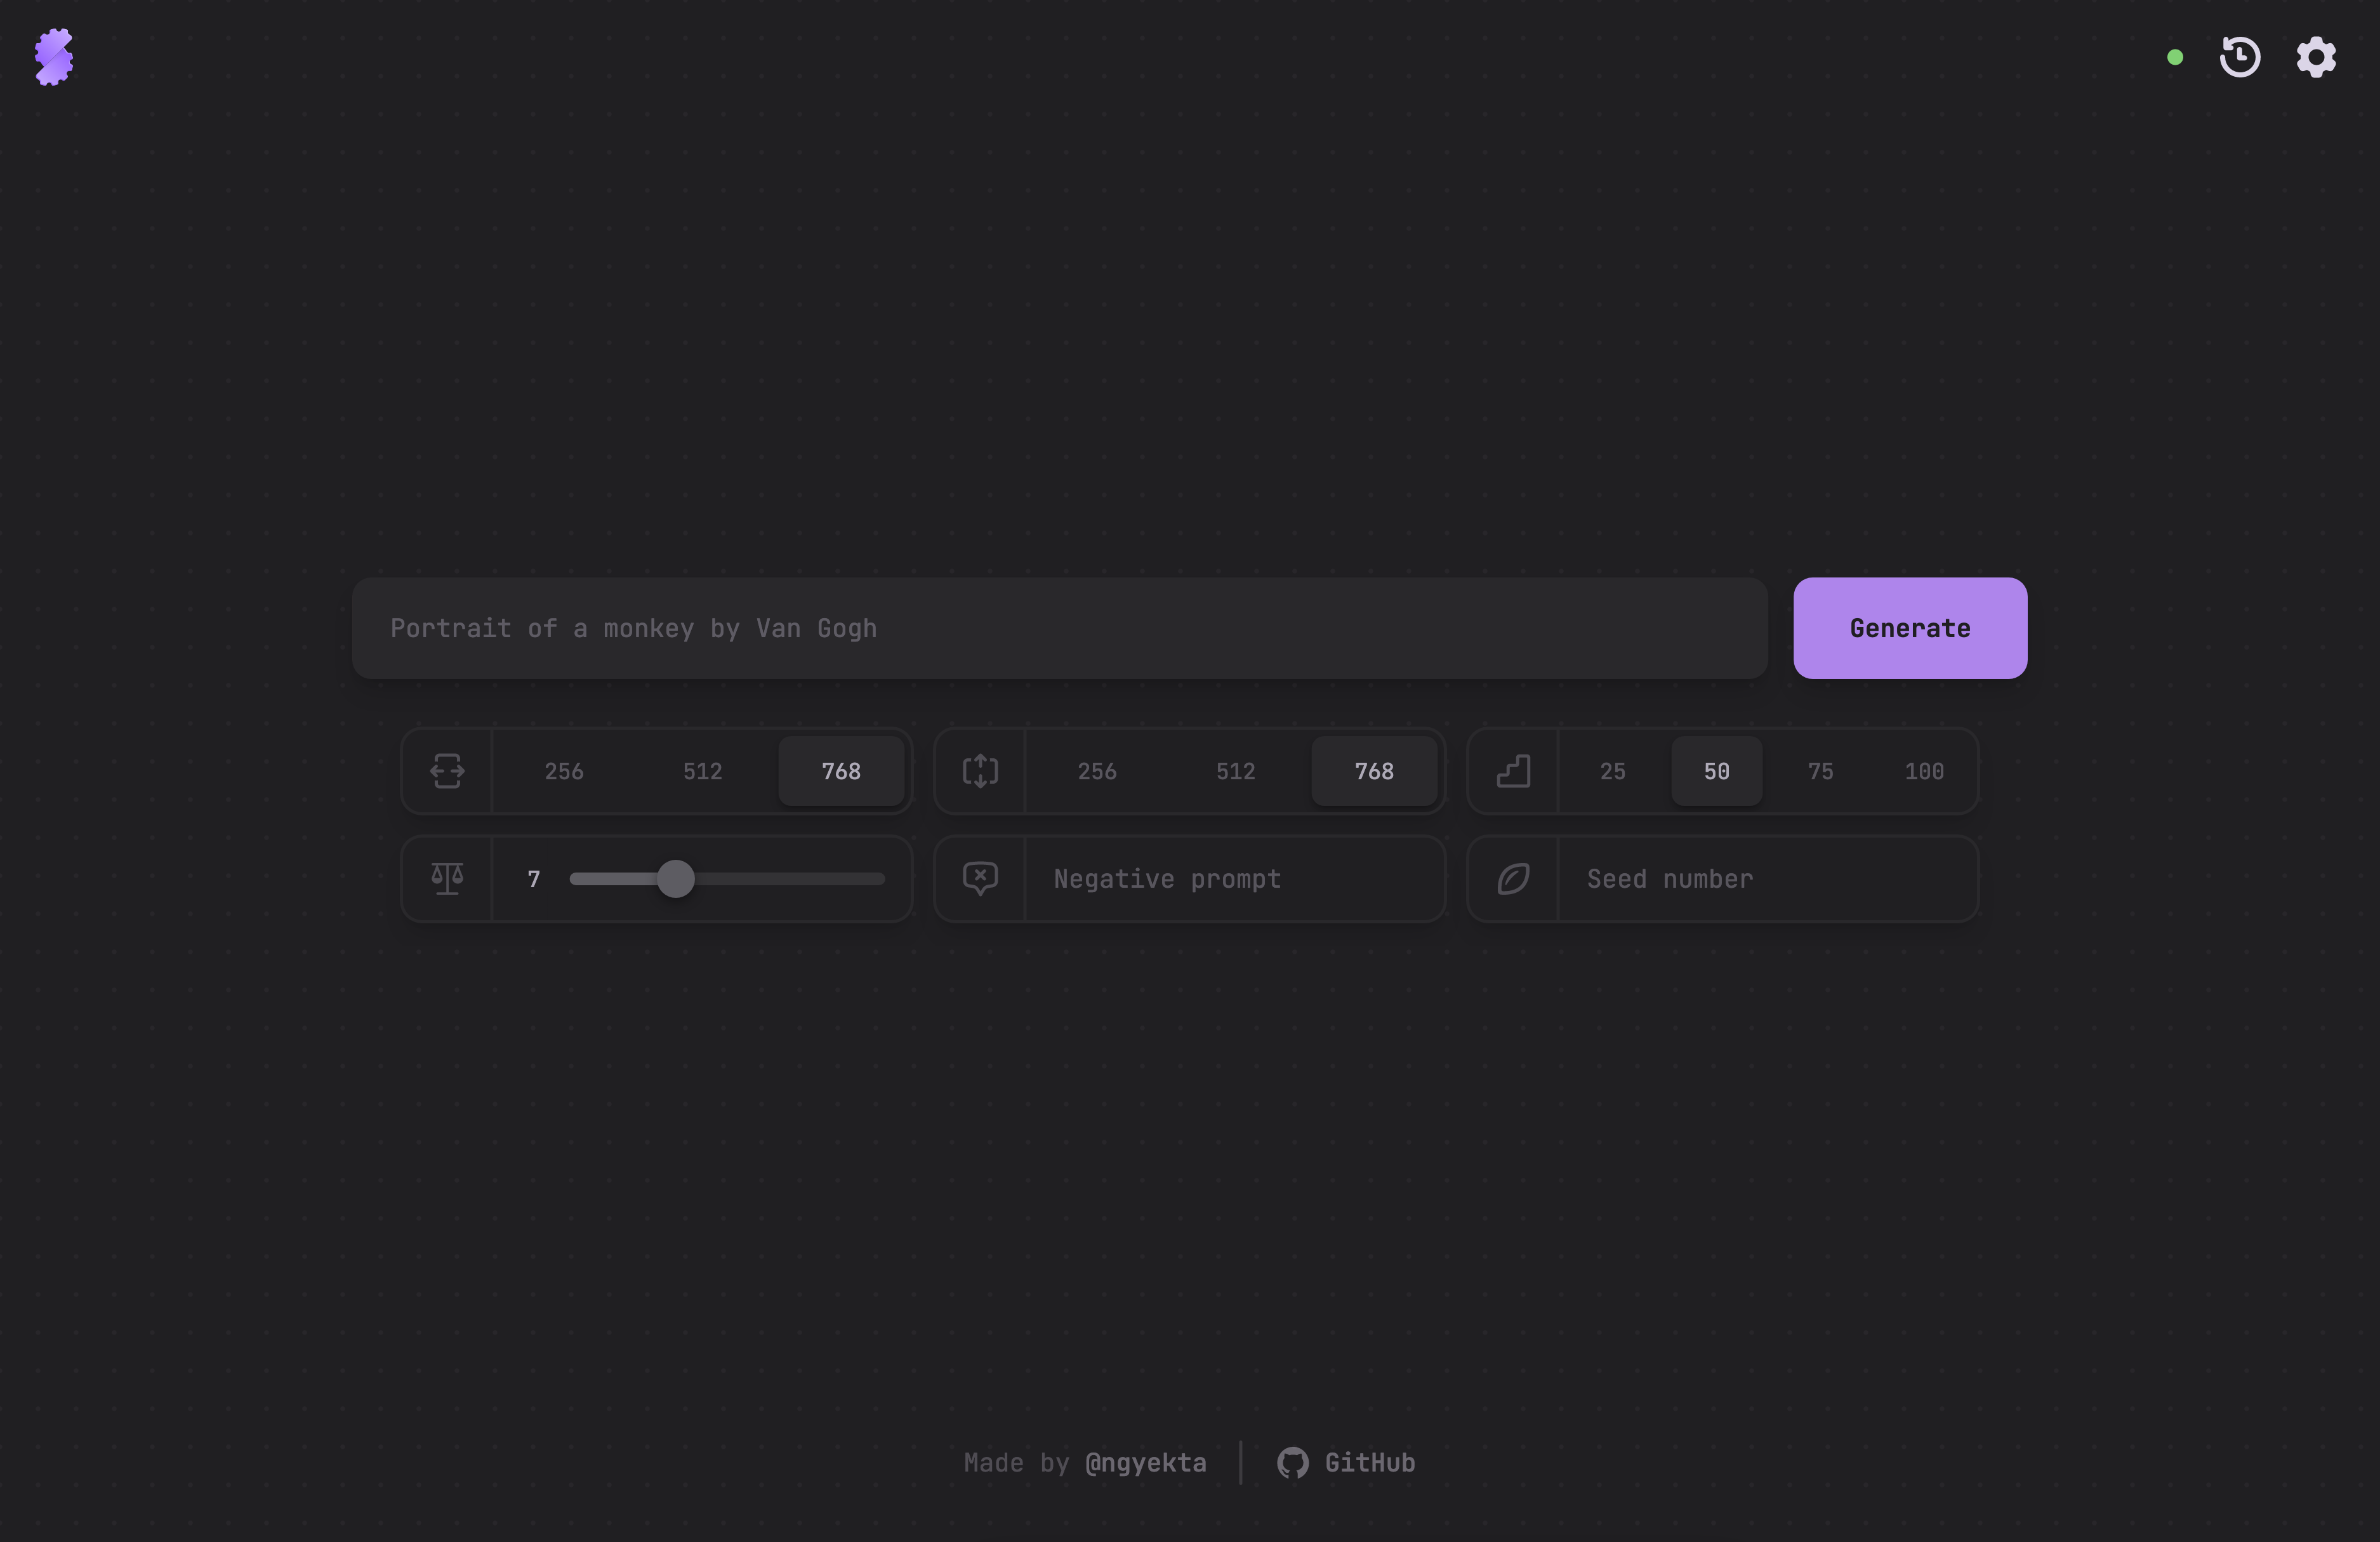 Portrait of a monkey by Van Gogh
Generate
256 512 768
256 512 768
25 50 75 100
7
Negative prompt
Seed number
Made by @ngyekta
GitHub